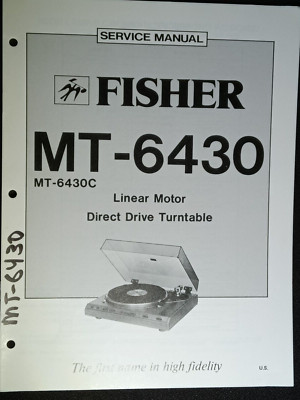 SERVICE MANUAL
FISHER
MT-6430
MT-6430C
Linear Motor
Direct Drive Turntable
MT-6430
The first name in high fidelity
U.S.